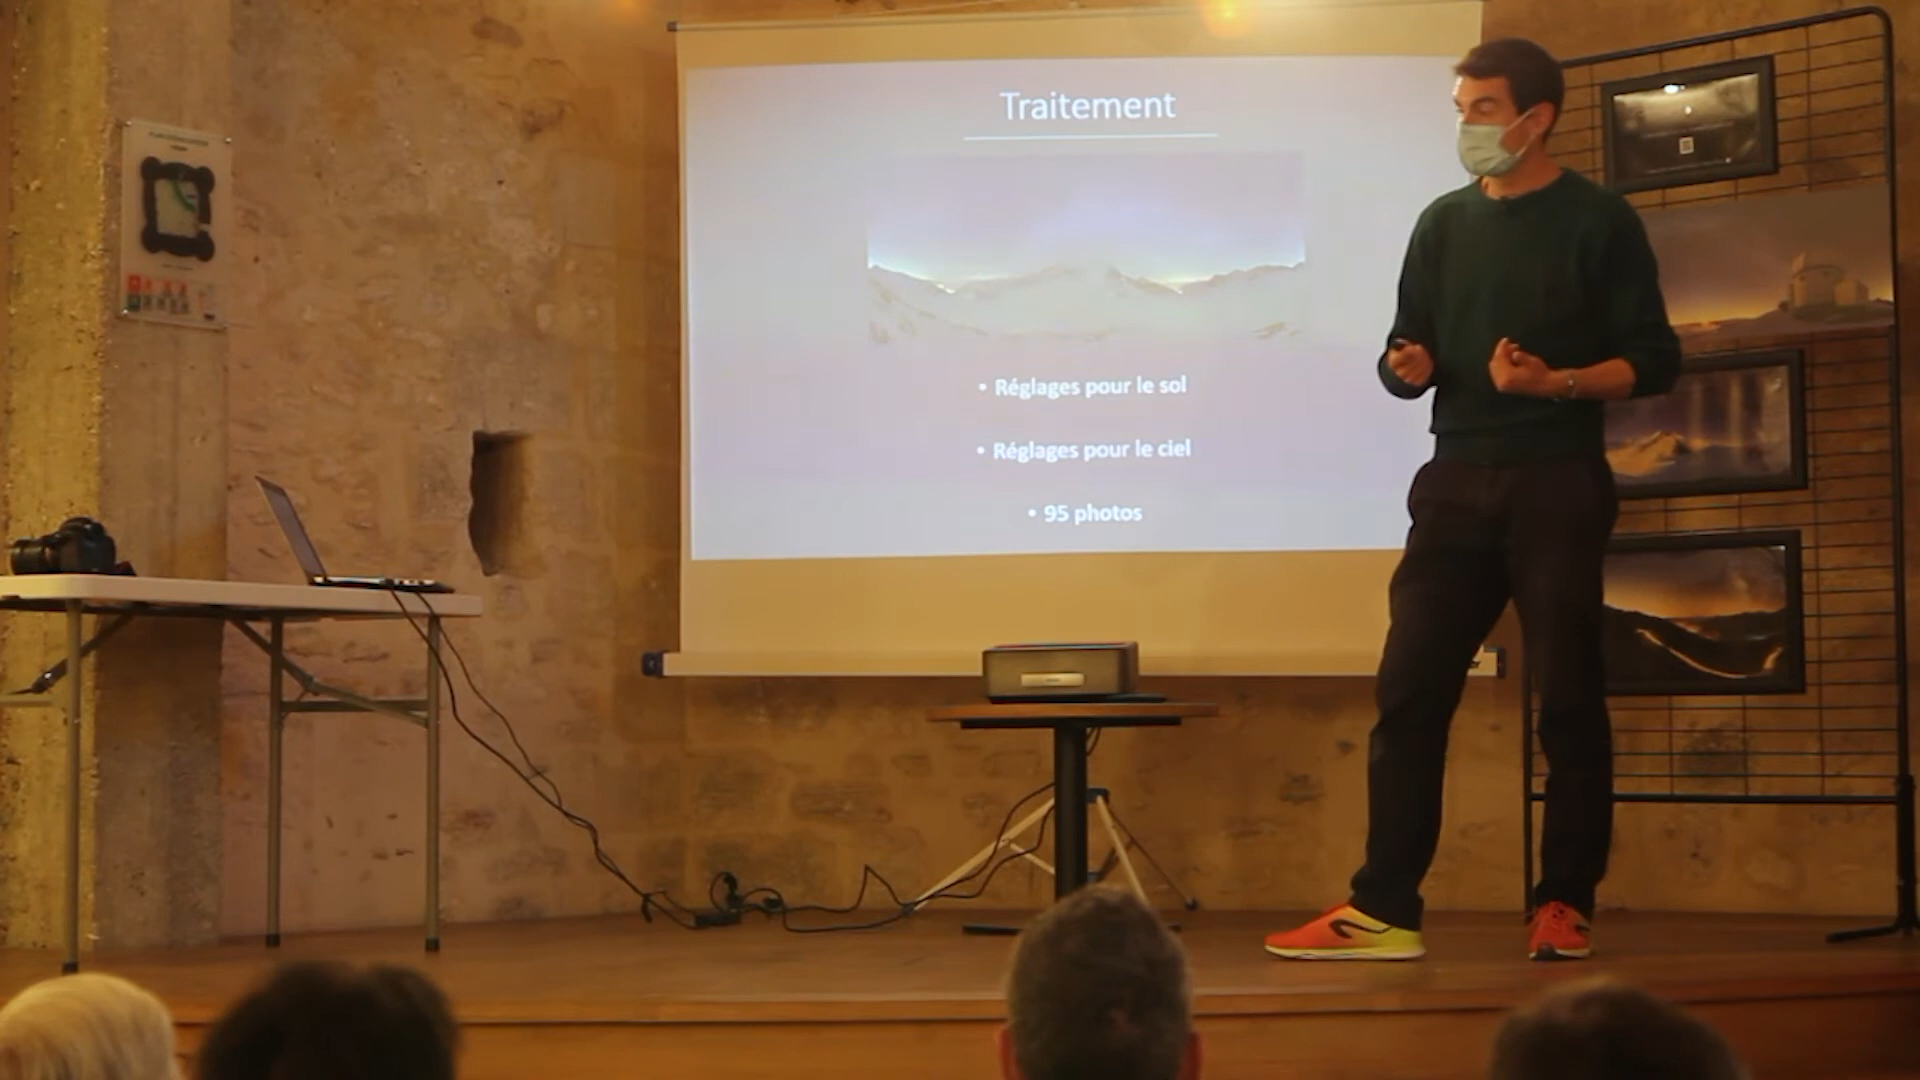 Traitement
• Réglages pour le sol
• Réglages pour le ciel
• 95 photos